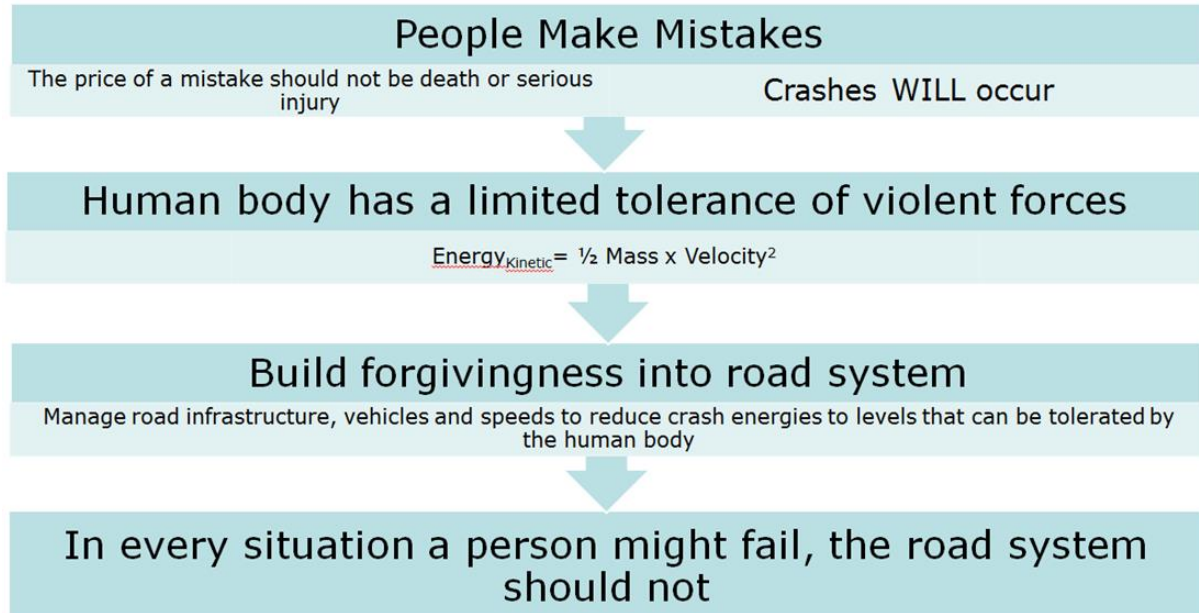 People Make Mistakes
The price of a mistake should not be death or serious
injury
Crashes WILL occur
Human body has a limited tolerance of violent forces
Energy_Kinetic= ½ Mass x Velocity²
Build forgivingness into road system
Manage road infrastructure, vehicles and speeds to reduce crash energies to levels that can be tolerated by
the human body
In every situation a person might fail, the road system
should not